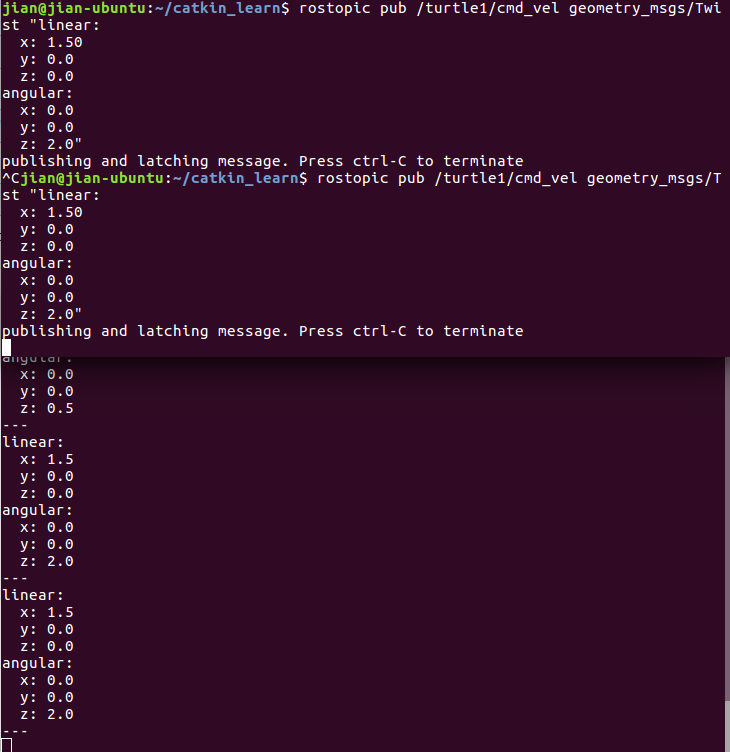 jian@jian-ubuntu:~/catkin_learn$ rostopic pub /turtle1/cmd_vel geometry_msgs/Twi
st "linear:
  x: 1.50
  y: 0.0
  z: 0.0
angular:
  x: 0.0
  y: 0.0
  z: 2.0"
publishing and latching message. Press ctrl-C to terminate
^Cjian@jian-ubuntu:~/catkin_learn$ rostopic pub /turtle1/cmd_vel geometry_msgs/T
st "linear:
  x: 1.50
  y: 0.0
  z: 0.0
angular:
  x: 0.0
  y: 0.0
  z: 2.0"
publishing and latching message. Press ctrl-C to terminate
angular:
  x: 0.0
  y: 0.0
  z: 0.5
---
linear:
  x: 1.5
  y: 0.0
  z: 0.0
angular:
  x: 0.0
  y: 0.0
  z: 2.0
---
linear:
  x: 1.5
  y: 0.0
  z: 0.0
angular:
  x: 0.0
  y: 0.0
  z: 2.0
---